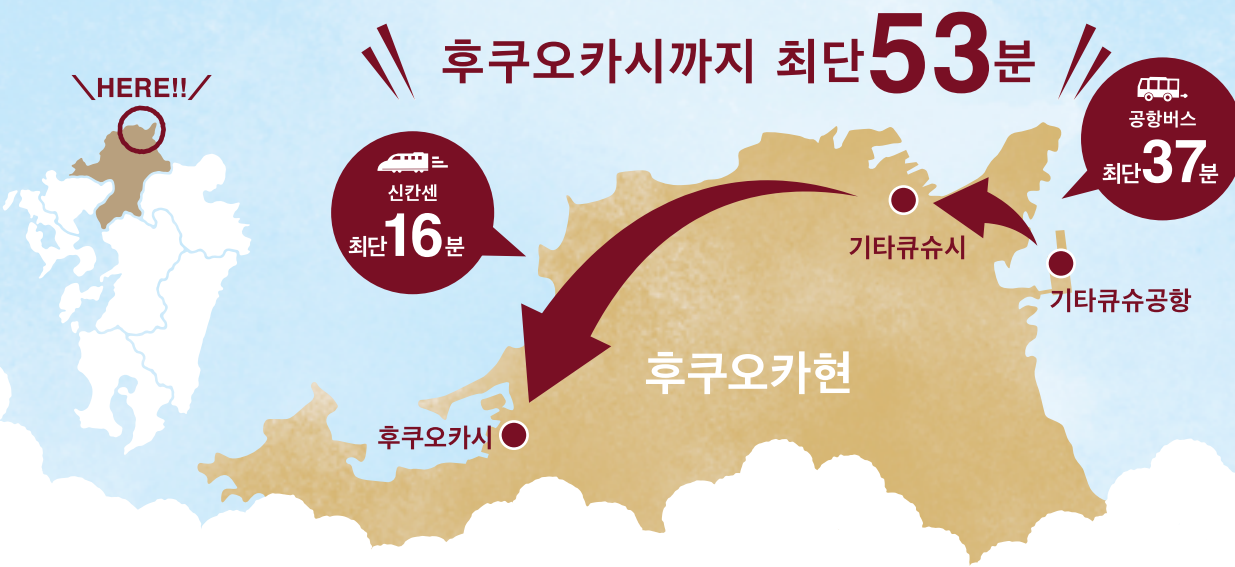 후쿠오카시까지 최단53분
\HERE!!/
공항버스
최단37분
신칸센
최단16분
기타큐슈시
기타큐슈공항
후쿠오카현
후쿠오카시